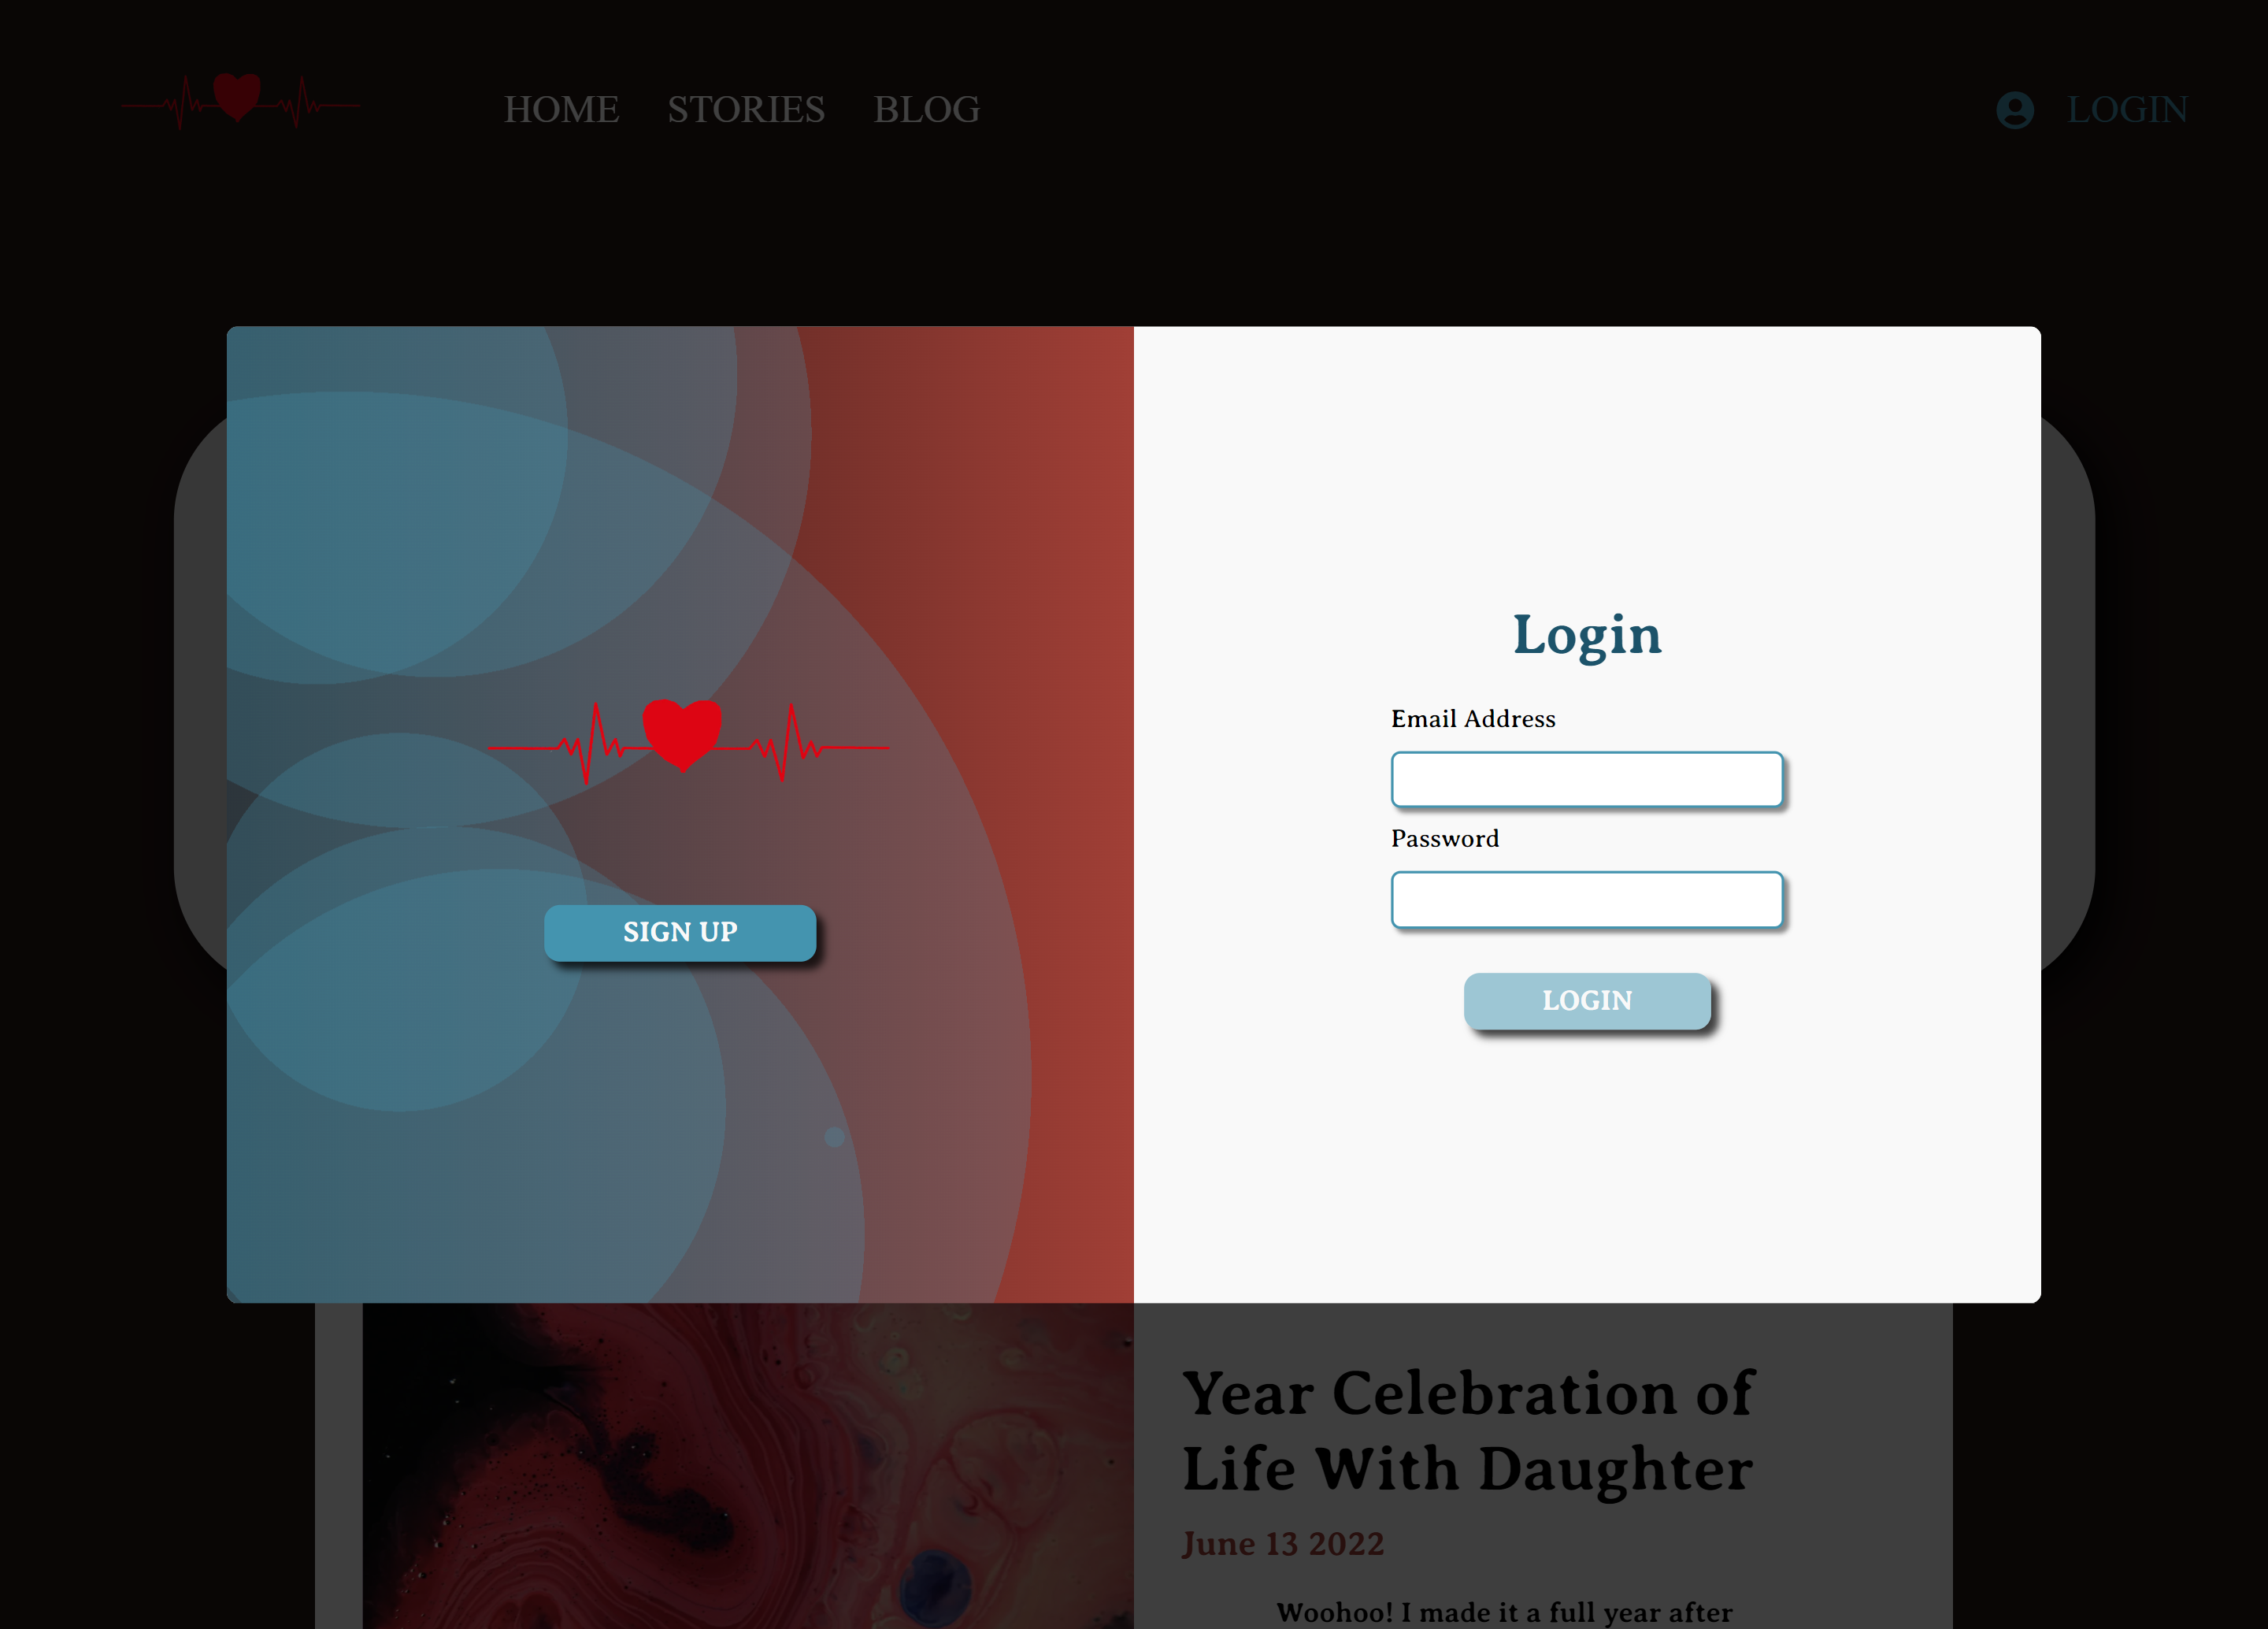 HOME STORIES BLOG LOGIN
Login
Email Address
Password
SIGN UP
LOGIN
Year Celebration of
Life With Daughter
June 13 2022
Woohoo! I made it a full year after